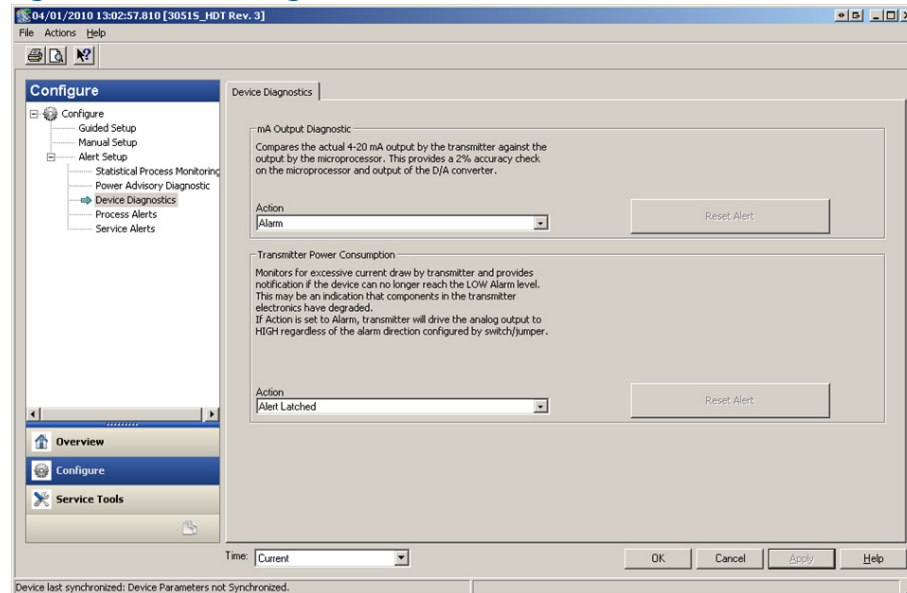 04/01/2010 13:02:57.810 [3051S_HDT Rev. 3]
File Actions Help
Configure
Configure
Guided Setup
Manual Setup
Alert Setup
Statistical Process Monitoring
Power Advisory Diagnostic
Device Diagnostics
Process Alerts
Service Alerts
Overview
Configure
Service Tools
Device Diagnostics
mA Output Diagnostic
Compares the actual 4-20 mA output by the transmitter against the
output by the microprocessor. This provides a 2% accuracy check
on the microprocessor and output of the D/A converter.
Action
Alarm
Reset Alert
Transmitter Power Consumption
Monitors for excessive current draw by transmitter and provides
notification if the device can no longer reach the LOW Alarm level.
This may be an indication that components in the transmitter
electronics have degraded.
If Action is set to Alarm, transmitter will drive the analog output to
HIGH regardless of the alarm direction configured by switch/jumper.
Action
Alert Latched
Reset Alert
Time: Current
OK Cancel Apply Help
Device last synchronized: Device Parameters not Synchronized.